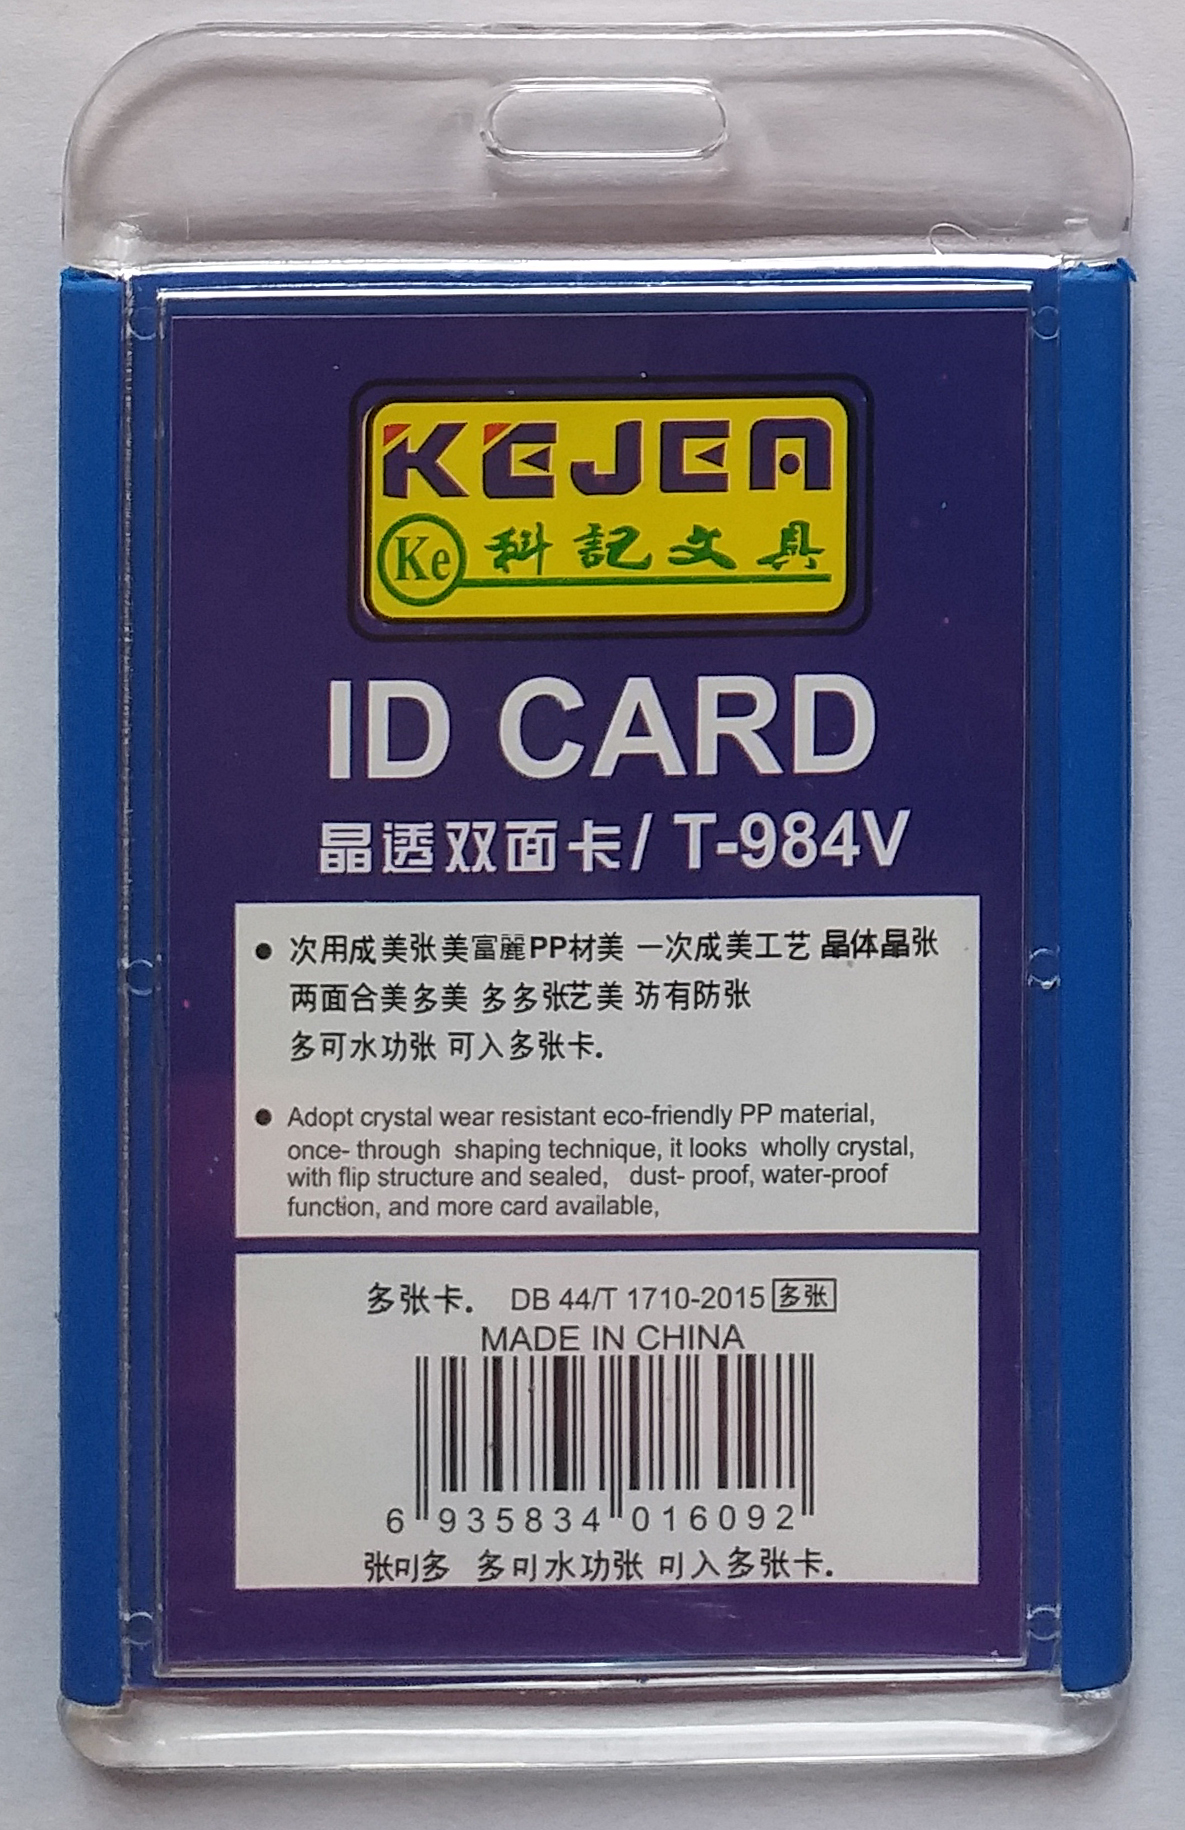 KEJEA
Ke 科記文具
ID CARD
晶透双面卡/ T-984V
● 次用成美张美富麗PP材美 一次成美工艺 晶体晶张
两面合美多美 多多张艺美 访有防张
多可水功张 可入多张卡.
● Adopt crystal wear resistant eco-friendly PP material,
once- through shaping technique, it looks wholly crystal,
with flip structure and sealed, dust- proof, water-proof
function, and more card available,
多张卡. DB 44/T 1710-2015 多张
MADE IN CHINA
6 935834 016092
张可多 多可水功张 可入多张卡.